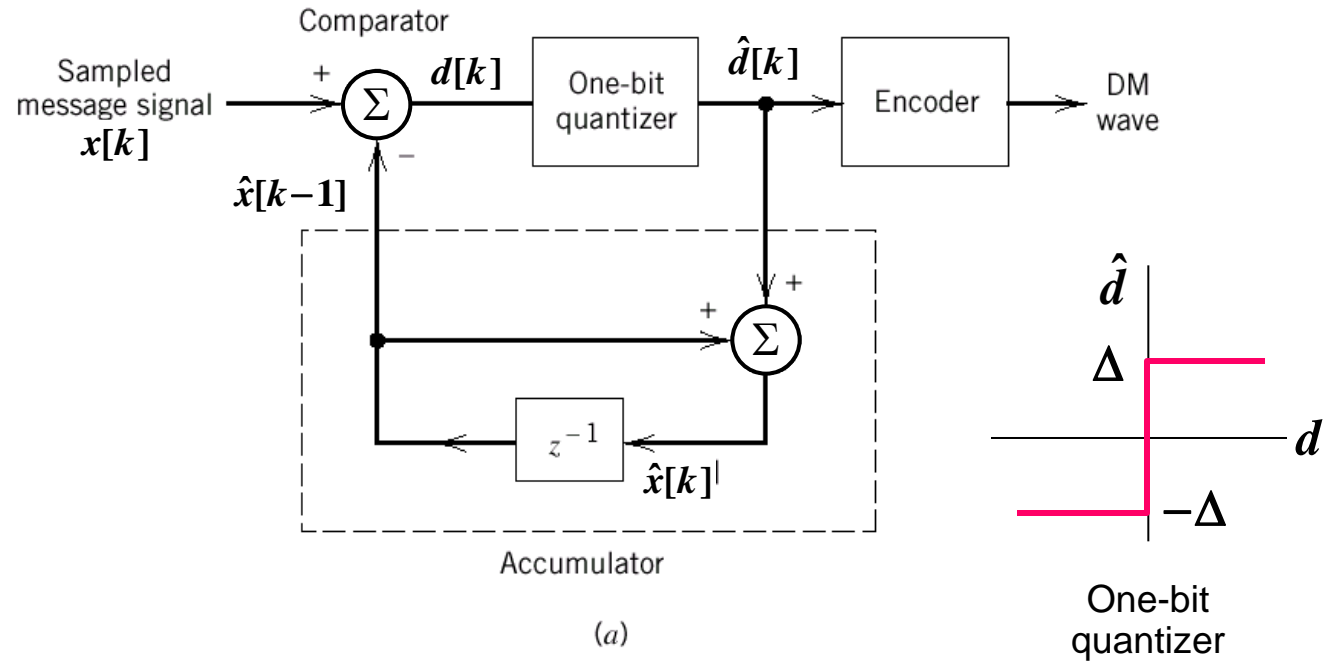 Comparator
Sampled
message signal
x[k]
+
Σ
−
d[k]
One-bit
quantizer
d̂[k]
Encoder
DM
wave
x̂[k−1]
+
+
Σ
z⁻¹
x̂[k]|
Accumulator
(a)
d̂
Δ
d
−Δ
One-bit
quantizer